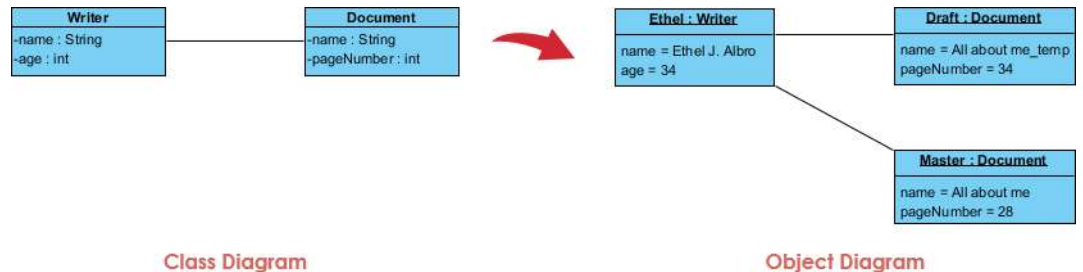 Writer
-name : String
-age : int
Document
-name : String
-pageNumber : int
Ethel : Writer
name = Ethel J. Albro
age = 34
Draft : Document
name = All about me_temp
pageNumber = 34
Master : Document
name = All about me
pageNumber = 28
Class Diagram
Object Diagram